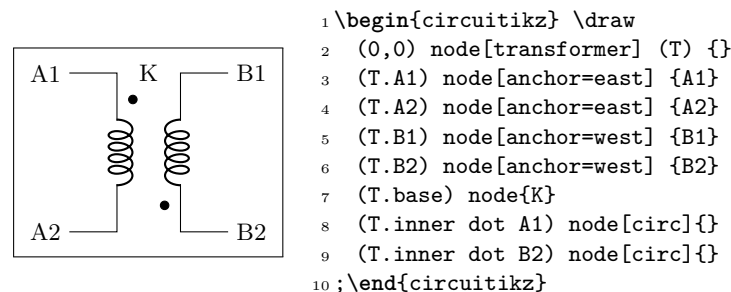 A1 K B1
A2 B2
1 \begin{circuitikz} \draw
2 (0,0) node[transformer] (T) {}
3 (T.A1) node[anchor=east] {A1}
4 (T.A2) node[anchor=east] {A2}
5 (T.B1) node[anchor=west] {B1}
6 (T.B2) node[anchor=west] {B2}
7 (T.base) node{K}
8 (T.inner dot A1) node[circ]{}
9 (T.inner dot B2) node[circ]{}
10 ;\end{circuitikz}